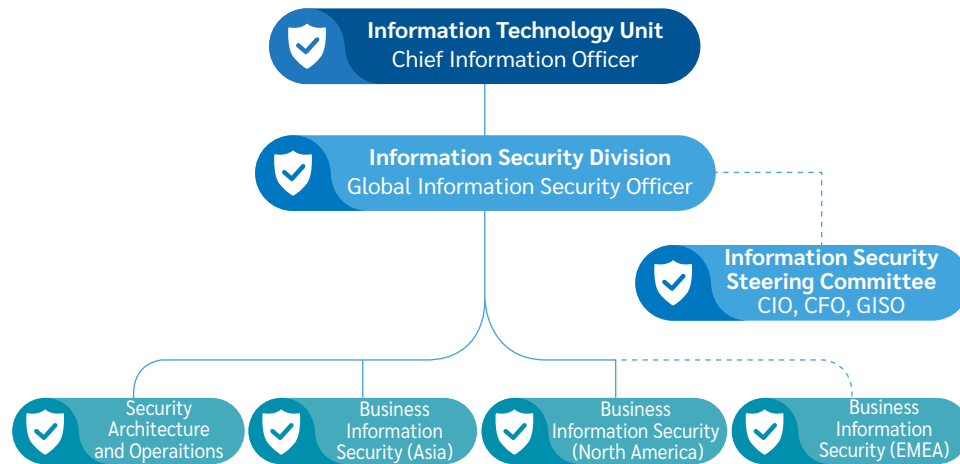 Information Technology Unit
Chief Information Officer
Information Security Division
Global Information Security Officer
Information Security
Steering Committee
CIO, CFO, GISO
Security
Architecture
and Operaitions
Business
Information
Security (Asia)
Business
Information Security
(North America)
Business
Information
Security (EMEA)